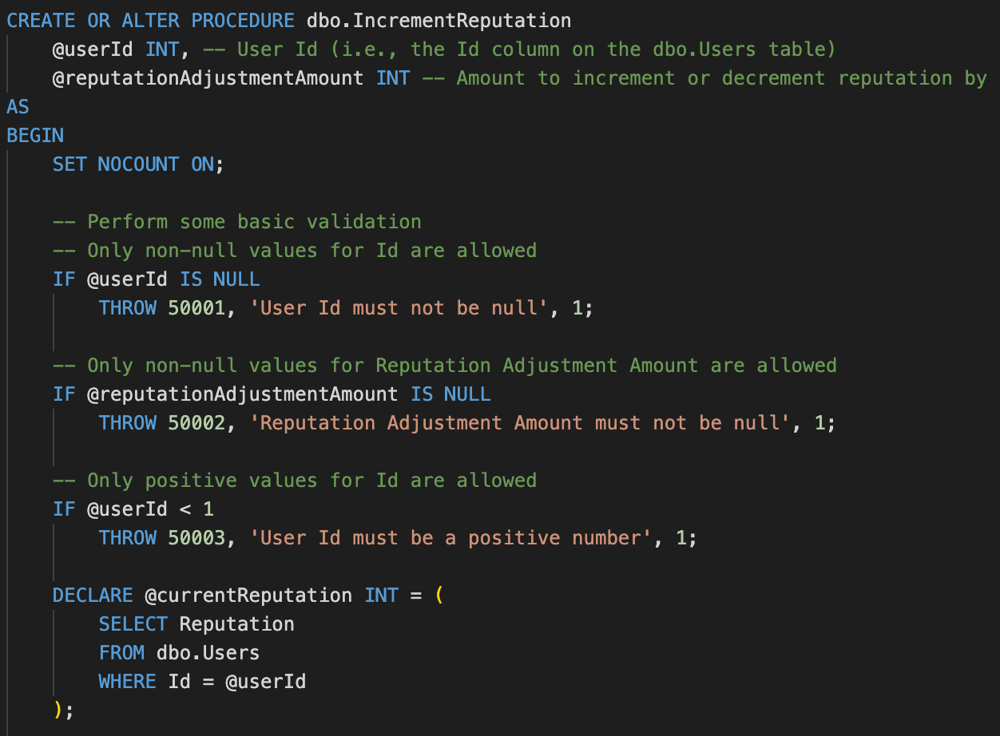 CREATE OR ALTER PROCEDURE dbo.IncrementReputation
    @userId INT, -- User Id (i.e., the Id column on the dbo.Users table)
    @reputationAdjustmentAmount INT -- Amount to increment or decrement reputation by
AS
BEGIN
    SET NOCOUNT ON;

    -- Perform some basic validation
    -- Only non-null values for Id are allowed
    IF @userId IS NULL
        THROW 50001, 'User Id must not be null', 1;

    -- Only non-null values for Reputation Adjustment Amount are allowed
    IF @reputationAdjustmentAmount IS NULL
        THROW 50002, 'Reputation Adjustment Amount must not be null', 1;

    -- Only positive values for Id are allowed
    IF @userId < 1
        THROW 50003, 'User Id must be a positive number', 1;

    DECLARE @currentReputation INT = (
        SELECT Reputation
        FROM dbo.Users
        WHERE Id = @userId
    );